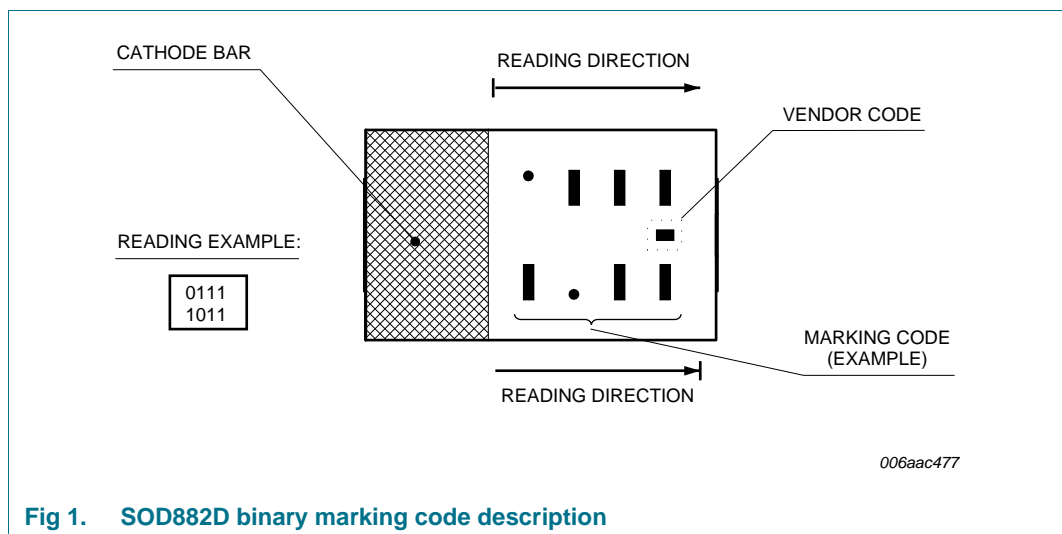 CATHODE BAR
READING DIRECTION
VENDOR CODE
READING EXAMPLE:
0111
1011
MARKING CODE
(EXAMPLE)
READING DIRECTION
006aac477
Fig 1. SOD882D binary marking code description